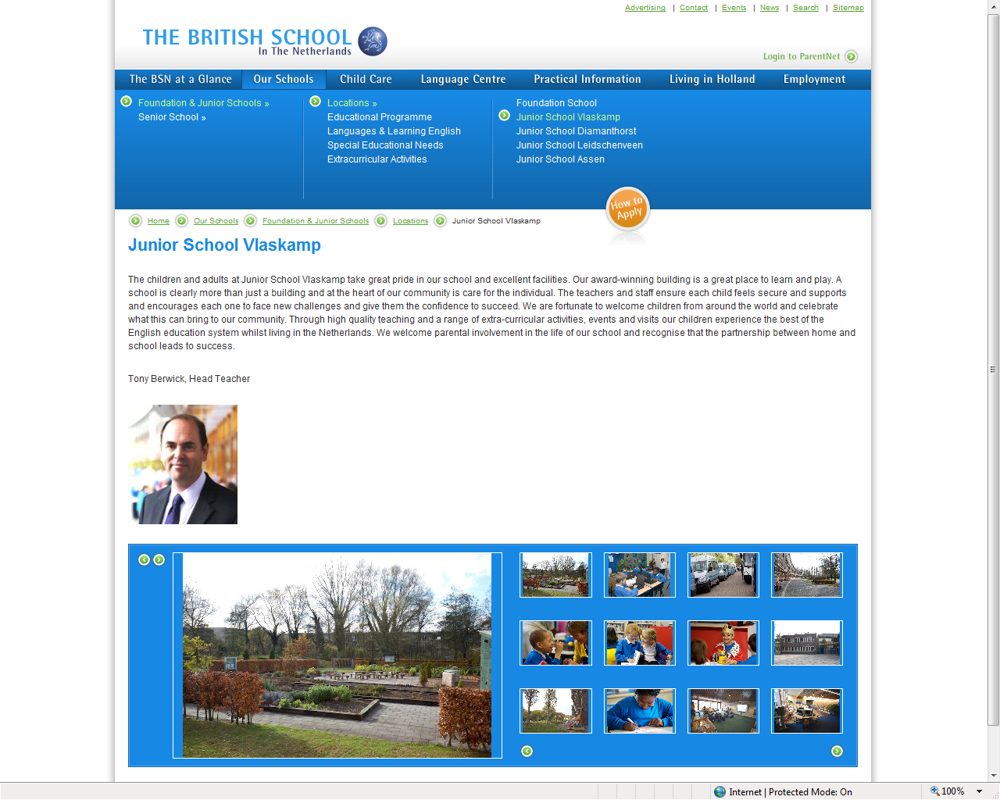 Advertising | Contact | Events | News | Search | Sitemap
THE BRITISH SCHOOL
In The Netherlands
Login to ParentNet
The BSN at a Glance Our Schools Child Care Language Centre Practical Information Living in Holland Employment
Foundation & Junior Schools »
Senior School »
Locations »
Educational Programme
Languages & Learning English
Special Educational Needs
Extracurricular Activities
Foundation School
Junior School Vlaskamp
Junior School Diamanthorst
Junior School Leidschenveen
Junior School Assen
How to
Apply
Home Our Schools Foundation & Junior Schools Locations Junior School Vlaskamp
Junior School Vlaskamp
The children and adults at Junior School Vlaskamp take great pride in our school and excellent facilities. Our award-winning building is a great place to learn and play. A
school is clearly more than just a building and at the heart of our community is care for the individual. The teachers and staff ensure each child feels secure and supports
and encourages each one to face new challenges and give them the confidence to succeed. We are fortunate to welcome children from around the world and celebrate
what this can bring to our community. Through high quality teaching and a range of extra-curricular activities, events and visits our children experience the best of the
English education system whilst living in the Netherlands. We welcome parental involvement in the life of our school and recognise that the partnership between home and
school leads to success.
Tony Berwick, Head Teacher
Internet | Protected Mode: On
100%